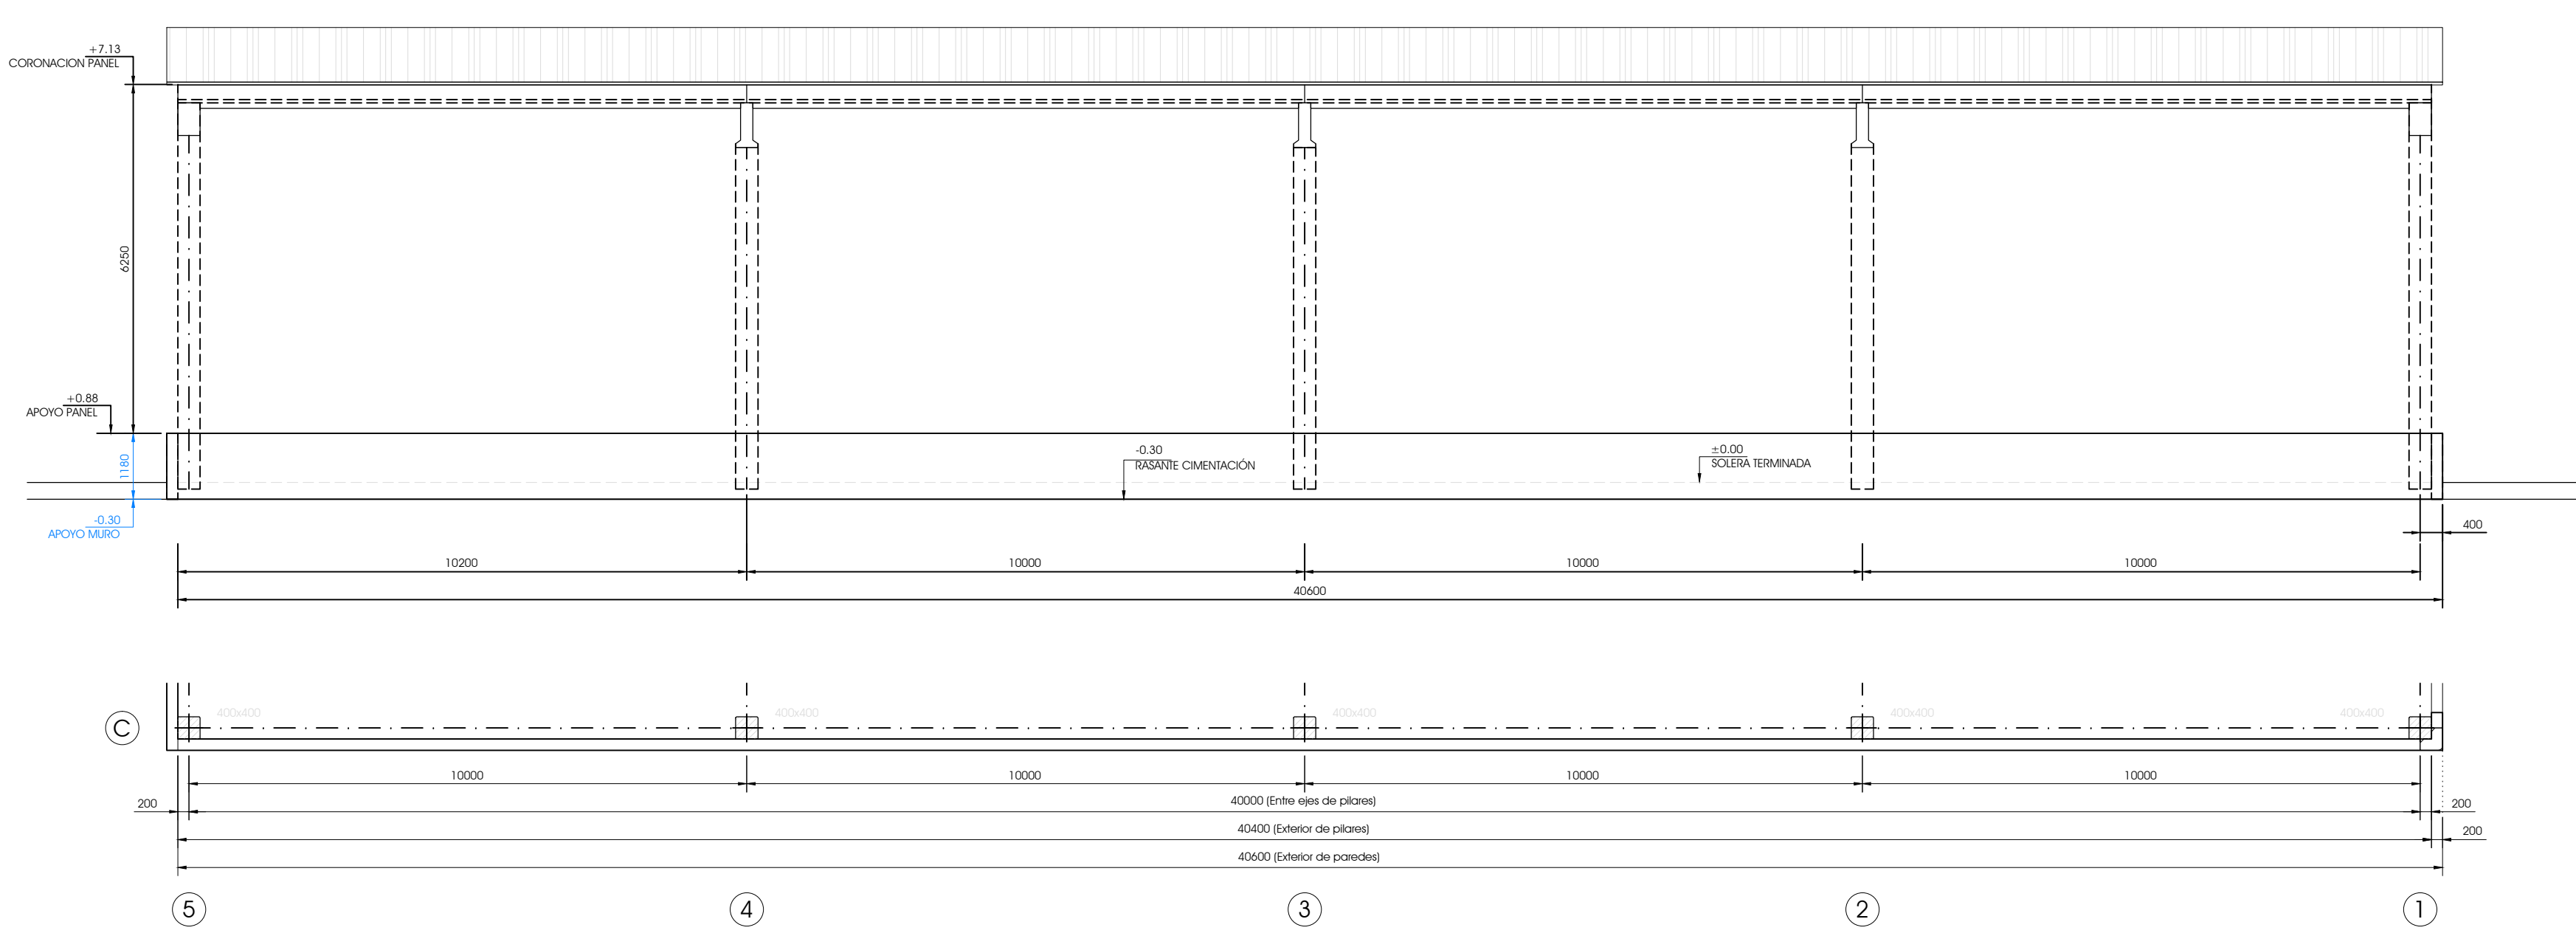 +7.13
CORONACION PANEL
6250
+0.88
APOYO PANEL
1180
-0.30
APOYO MURO
-0.30
RASANTE CIMENTACIÓN
±0.00
SOLERA TERMINADA
400
10200
10000
10000
10000
40600
C
400x400
400x400
400x400
400x400
400x400
10000
10000
10000
10000
200
40000 (Entre ejes de pilares)
200
40400 (Exterior de pilares)
200
40600 (Exterior de paredes)
5
4
3
2
1